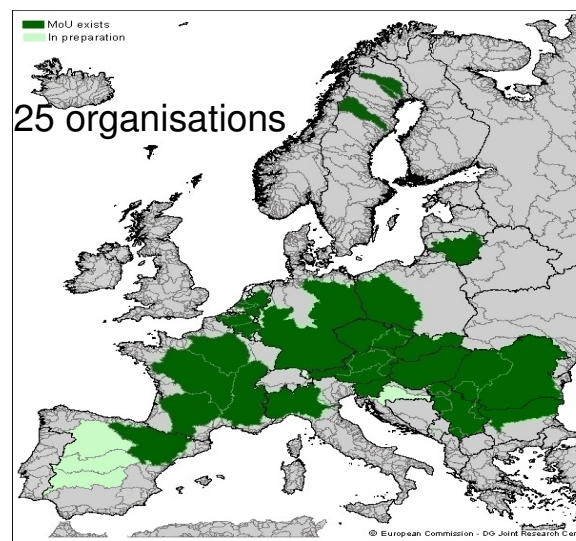 MoU exists
In preparation
25 organisations
© European Commission - DG Joint Research Cen